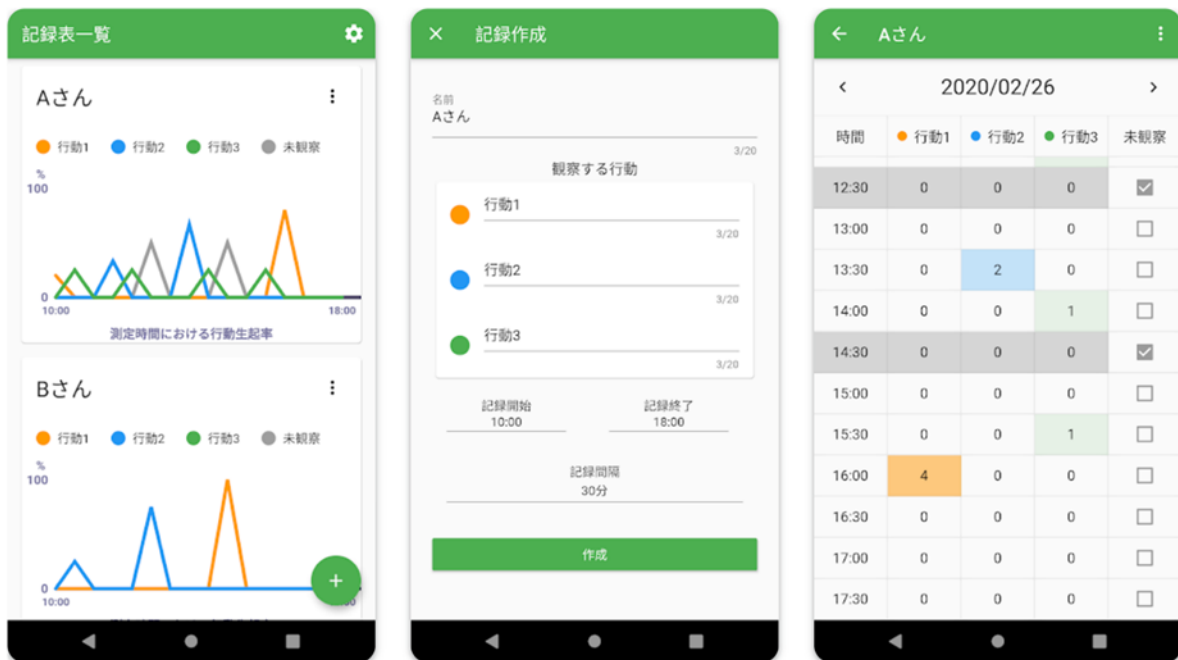 記録表一覧
Aさん
行動1 行動2 行動3 未観察
%
100
0
10:00 18:00
測定時間における行動生起率
Bさん
行動1 行動2 行動3 未観察
%
100
0
10:00
+
× 記録作成
名前
Aさん
3/20
観察する行動
行動1
3/20
行動2
3/20
行動3
3/20
記録開始 記録終了
10:00 18:00
記録間隔
30分
作成
Aさん
2020/02/26
時間 行動1 行動2 行動3 未観察
12:30 0 0 0
13:00 0 0 0
13:30 0 2 0
14:00 0 0 1
14:30 0 0 0
15:00 0 0 0
15:30 0 0 1
16:00 4 0 0
16:30 0 0 0
17:00 0 0 0
17:30 0 0 0